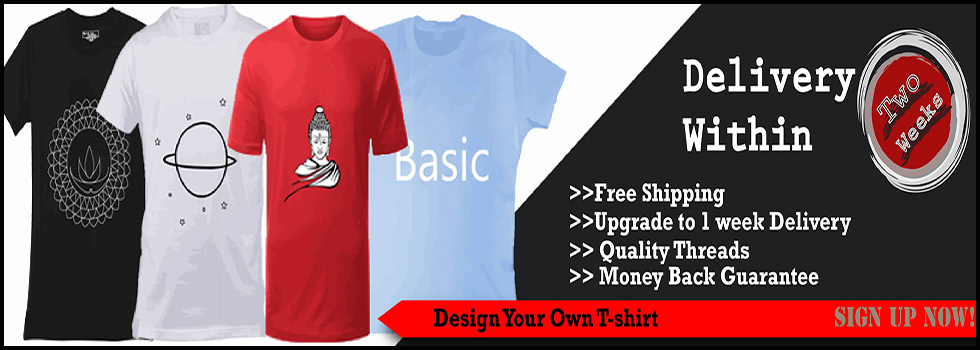 Basic
Delivery
Within
Two
Weeks
>>Free Shipping
>>Upgrade to 1 week Delivery
>> Quality Threads
>> Money Back Guarantee
Design Your Own T-shirt
SIGN UP NOW!